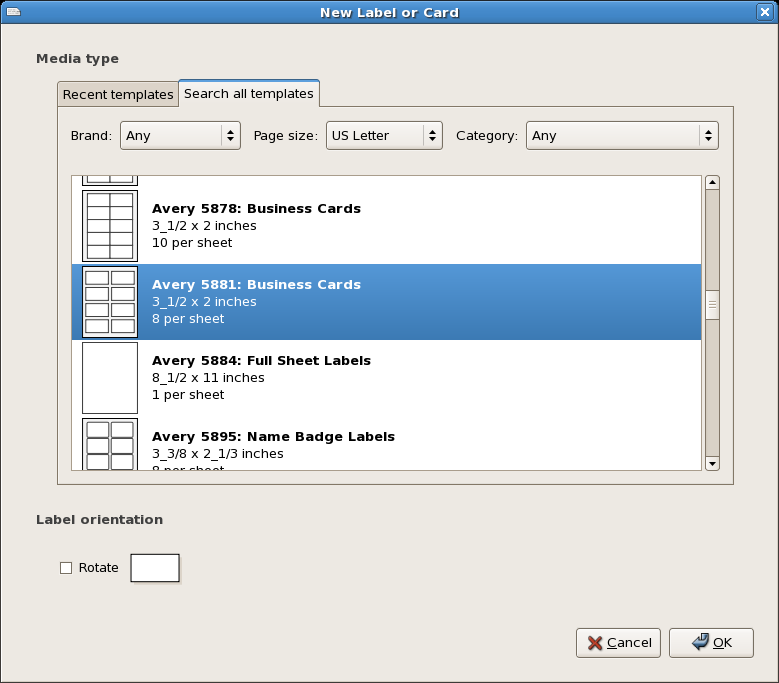 New Label or Card
Media type
Recent templates
Search all templates
Brand: Any
Page size: US Letter
Category: Any
Avery 5878: Business Cards
3_1/2 x 2 inches
10 per sheet
Avery 5881: Business Cards
3_1/2 x 2 inches
8 per sheet
Avery 5884: Full Sheet Labels
8_1/2 x 11 inches
1 per sheet
Avery 5895: Name Badge Labels
3_3/8 x 2_1/3 inches
8 per sheet
Label orientation
Rotate
Cancel
OK